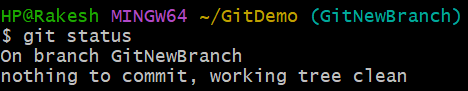 HP@Rakesh MINGW64 ~/GitDemo (GitNewBranch)
$ git status
On branch GitNewBranch
nothing to commit, working tree clean